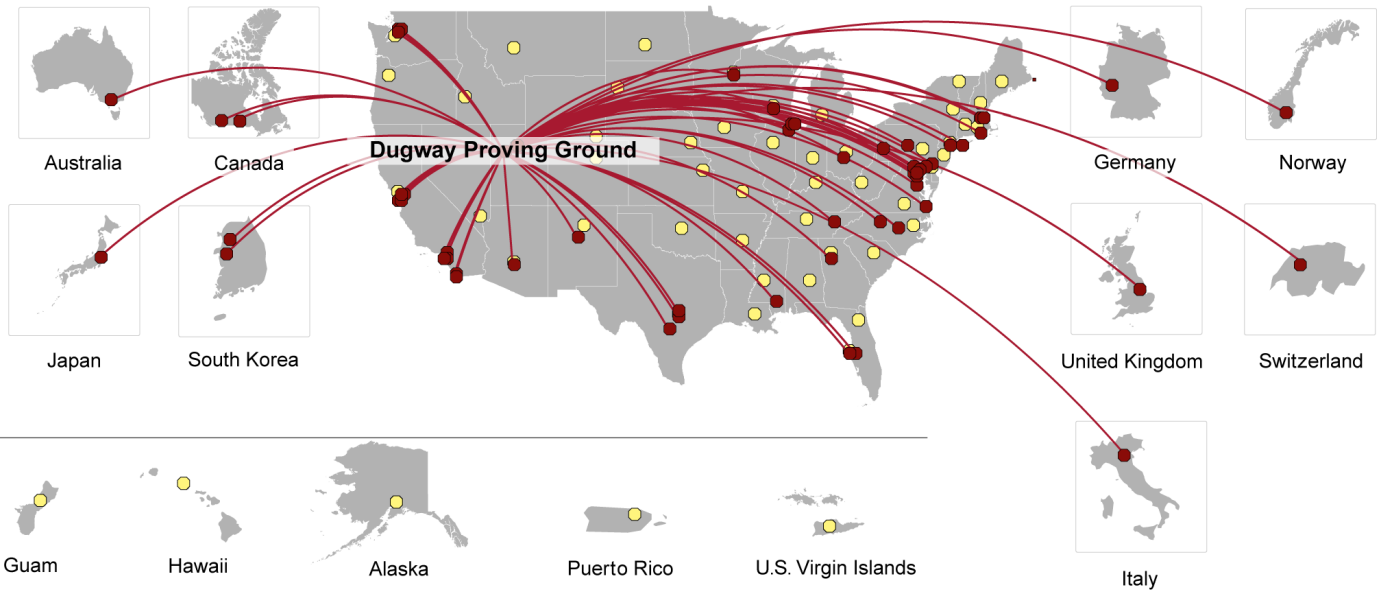 Dugway Proving Ground
Australia
Canada
Germany
Norway
Japan
South Korea
United Kingdom
Switzerland
Guam
Hawaii
Alaska
Puerto Rico
U.S. Virgin Islands
Italy